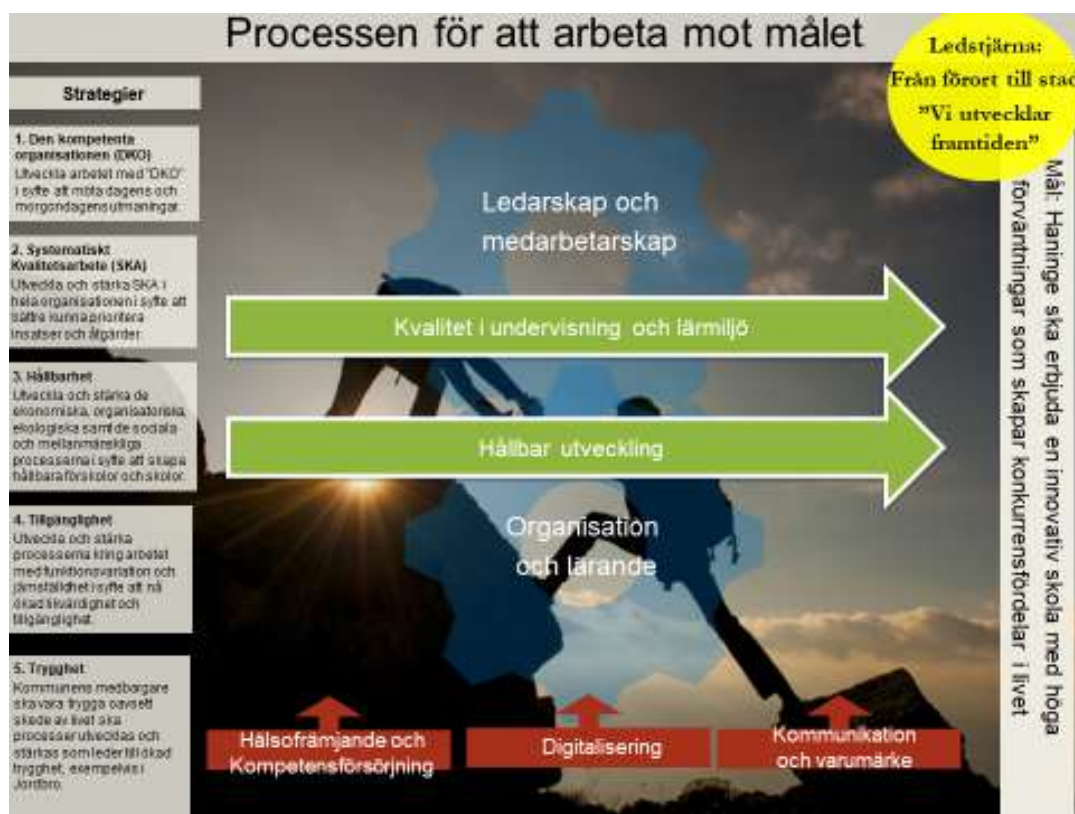 Processen för att arbeta mot målet
Ledstjärna:
Från förort till stad
"Vi utvecklar
framtiden"
Strategier
1. Den kompetenta
organisationen (DKO)
Utveckla arbetet med "DKO"
i syfte att möta dagens och
morgondagens utmaningar.
2. Systematiskt
Kvalitetsarbete (SKA)
Utveckla och stärka SKA i
hela organisationen i syfte att
bättre kunna prioritera
insatser och åtgärder.
3. Hållbarhet
Utveckla och stärka de
ekonomiska, organisatoriska,
ekologiska samt de sociala
och mellanmänskliga
processerna i syfte att skapa
hållbara förskolor och skolor.
4. Tillgänglighet
Utveckla och stärka
processerna kring arbetet
med funktionsvariation och
jämställdhet i syfte att nå
ökad likvärdighet och
tillgänglighet.
5. Trygghet
Kommunens medborgare
ska vara trygga oavsett
skede av livet ska
processer utvecklas och
stärkas som leder till ökad
trygghet, exempelvis i
Jordbro.
Ledarskap och
medarbetarskap
Kvalitet i undervisning och lärmiljö
Hållbar utveckling
Organisation
och lärande
Hälsofrämjande och
Kompetensförsörjning
Digitalisering
Kommunikation
och varumärke
Mål: Haninge ska erbjuda en innovativ skola med höga
förväntningar som skapar konkurrensfördelar i livet